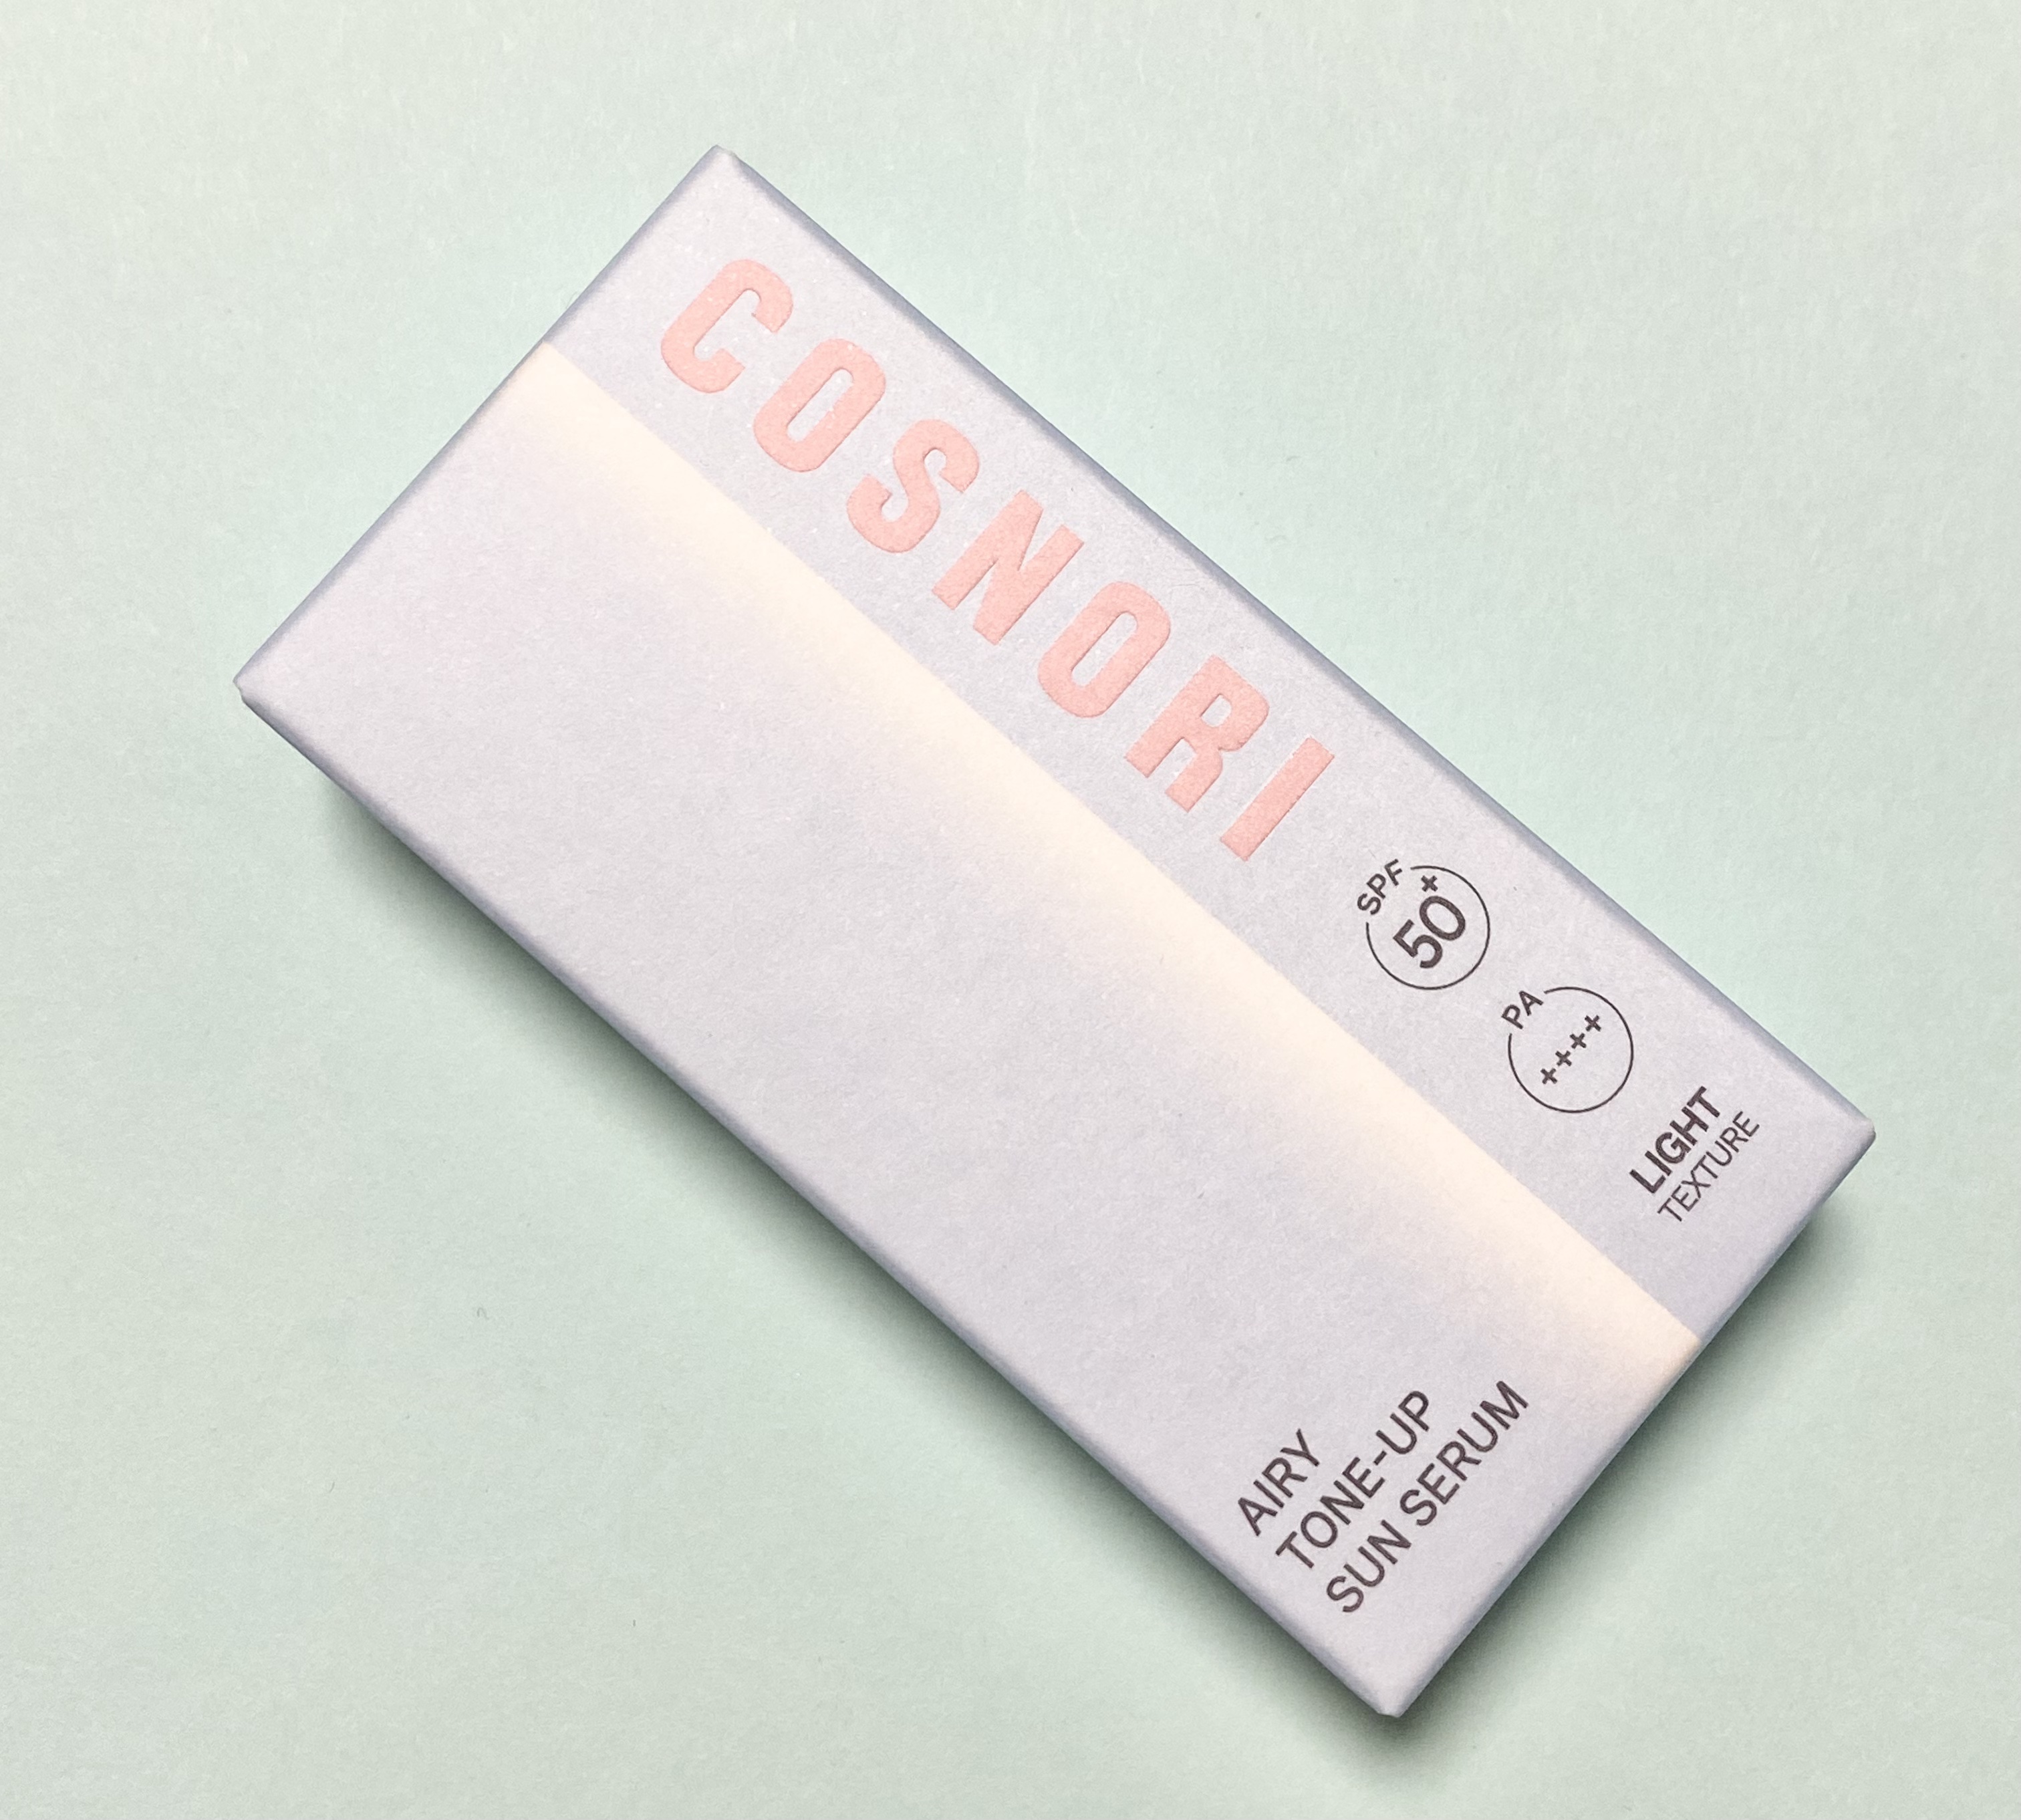 COSNORI
SPF
50+
PA
++++
LIGHT
TEXTURE
AIRY
TONE-UP
SUN SERUM